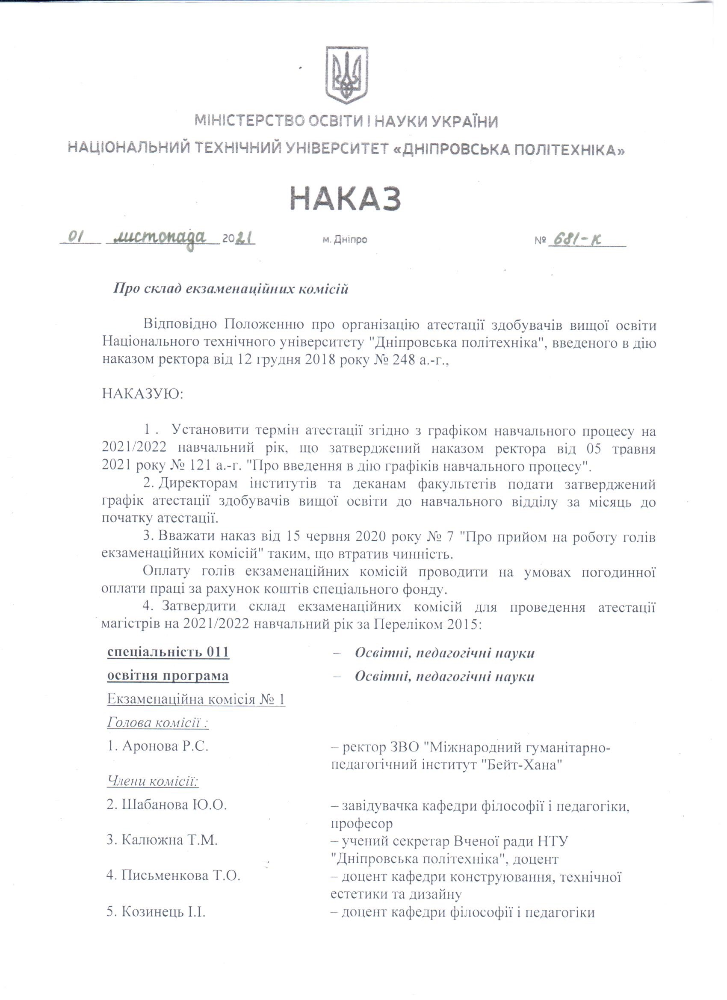 МІНІСТЕРСТВО ОСВІТИ І НАУКИ УКРАЇНИ
НАЦІОНАЛЬНИЙ ТЕХНІЧНИЙ УНІВЕРСИТЕТ «ДНІПРОВСЬКА ПОЛІТЕХНІКА»
НАКАЗ
01 листопада 2021 м. Дніпро № 681-к
Про склад екзаменаційних комісій
Відповідно Положенню про організацію атестації здобувачів вищої освіти
Національного технічного університету "Дніпровська політехніка", введеного в дію
наказом ректора від 12 грудня 2018 року № 248 а.-г.,
НАКАЗУЮ:
1 . Установити термін атестації згідно з графіком навчального процесу на
2021/2022 навчальний рік, що затверджений наказом ректора від 05 травня
2021 року № 121 а.-г. "Про введення в дію графіків навчального процесу".
2. Директорам інститутів та деканам факультетів подати затверджений
графік атестації здобувачів вищої освіти до навчального відділу за місяць до
початку атестації.
3. Вважати наказ від 15 червня 2020 року № 7 "Про прийом на роботу голів
екзаменаційних комісій" таким, що втратив чинність.
Оплату голів екзаменаційних комісій проводити на умовах погодинної
оплати праці за рахунок коштів спеціального фонду.
4. Затвердити склад екзаменаційних комісій для проведення атестації
магістрів на 2021/2022 навчальний рік за Переліком 2015:
спеціальність 011 – Освітні, педагогічні науки
освітня програма – Освітні, педагогічні науки
Екзаменаційна комісія № 1
Голова комісії :
1. Аронова Р.С. – ректор ЗВО "Міжнародний гуманітарно-
педагогічний інститут "Бейт-Хана"
Члени комісії:
2. Шабанова Ю.О. – завідувачка кафедри філософії і педагогіки,
професор
3. Калюжна Т.М. – учений секретар Вченої ради НТУ
"Дніпровська політехніка", доцент
4. Письменкова Т.О. – доцент кафедри конструювання, технічної
естетики та дизайну
5. Козинець І.І. – доцент кафедри філософії і педагогіки